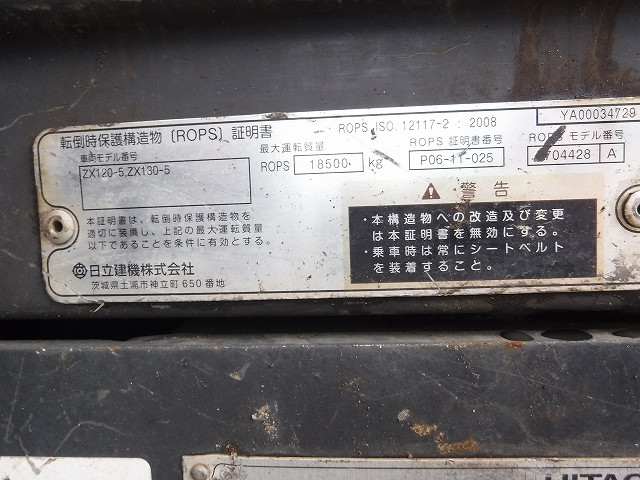 YA00034729
転倒時保護構造物 (ROPS) 証明書
ROPS ISO. 12117-2 : 2008
車両モデル番号
ZX120-5,ZX130-5
最大運転質量
ROPS 18500 kg
ROPS 証明書番号
P06-11-025
ROPS モデル番号
704428 A
本証明書は、転倒時保護構造物を
適切に装備し、上記の最大運転質量
以下であることを条件に有効です。
日立建機株式会社
茨城県土浦市神立町 650 番地
警告
・本構造物への改造及び変更
は本証明書を無効にする。
・乗車時は常にシートベルト
を装着すること。